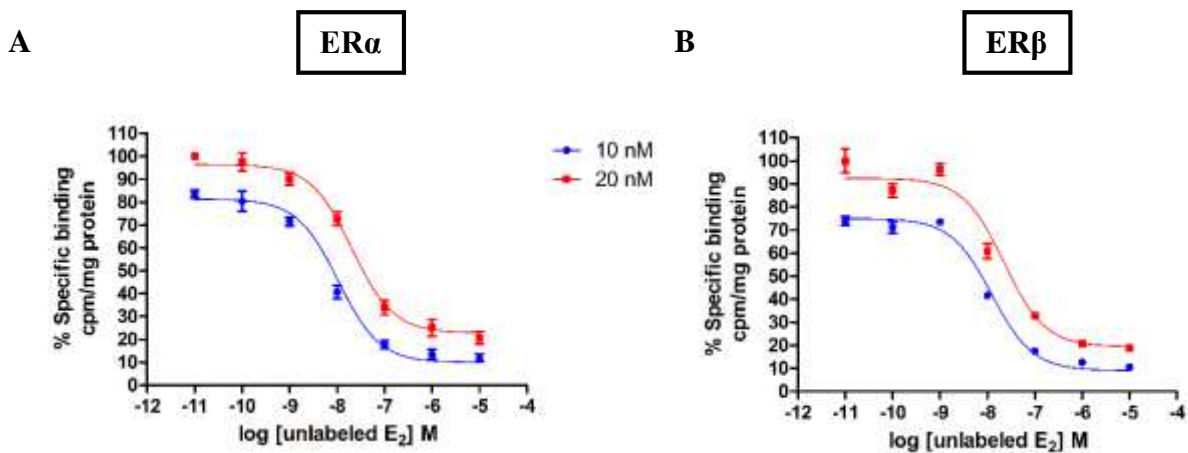 A
ERα
B
ERβ
110
100
90
80
70
60
50
40
30
20
10
0
% Specific binding
cpm/mg protein
-12 -11 -10 -9 -8 -7 -6 -5 -4
log [unlabeled E₂] M
10 nM
20 nM
110
100
90
80
70
60
50
40
30
20
10
0
% Specific binding
cpm/mg protein
-12 -11 -10 -9 -8 -7 -6 -5 -4
log [unlabeled E₂] M